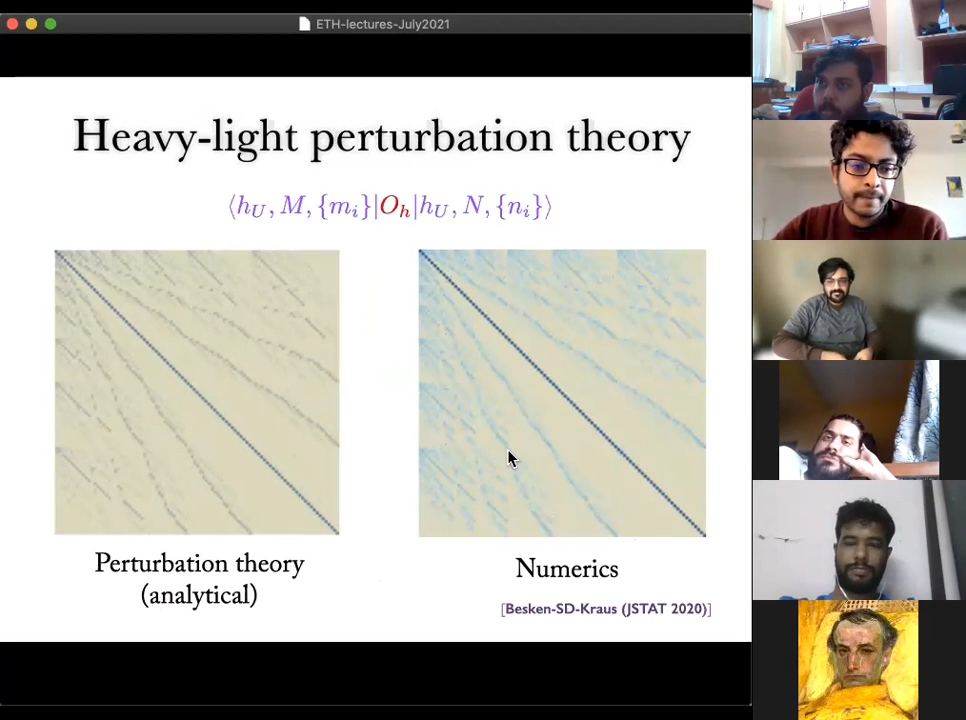 ETH-lectures-July2021
Heavy-light perturbation theory
⟨h_U, M, {m_i}|O_h|h_U, N, {n_i}⟩
Perturbation theory
(analytical)
Numerics
[Besken-SD-Kraus (JSTAT 2020)]